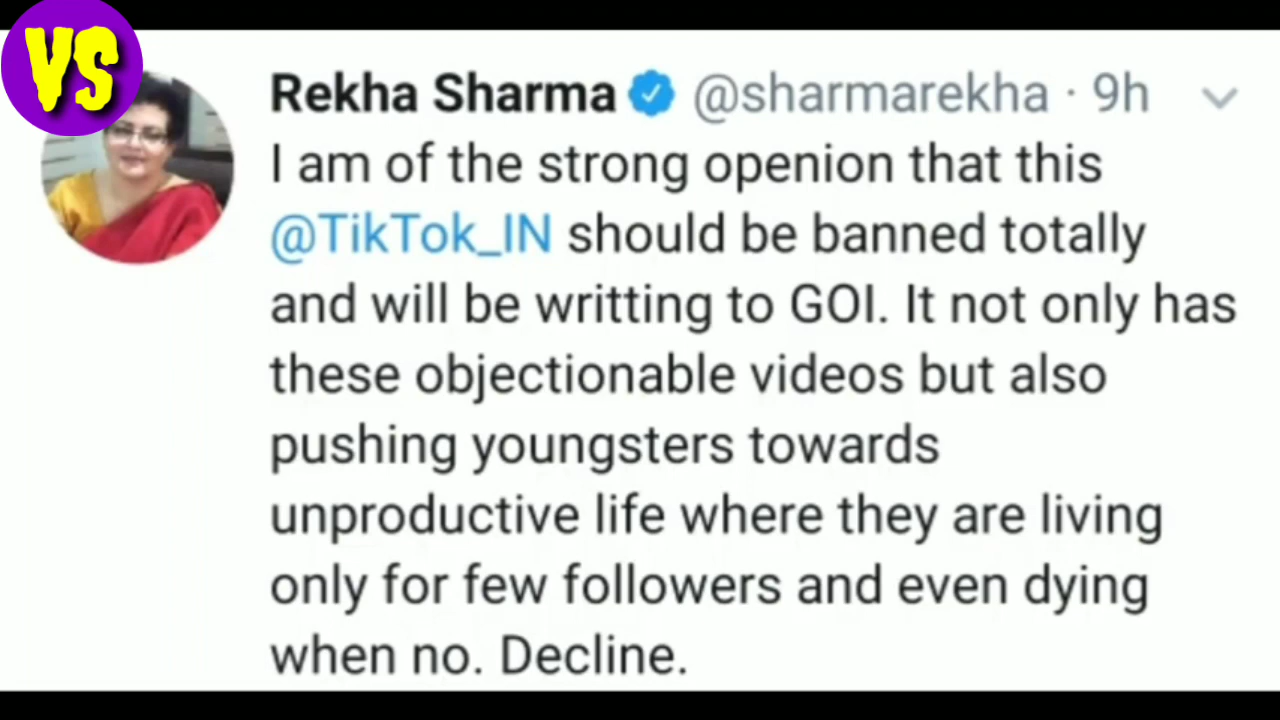 VS
Rekha Sharma @sharmarekha · 9h
I am of the strong openion that this
@TikTok_IN should be banned totally
and will be writting to GOI. It not only has
these objectionable videos but also
pushing youngsters towards
unproductive life where they are living
only for few followers and even dying
when no. Decline.